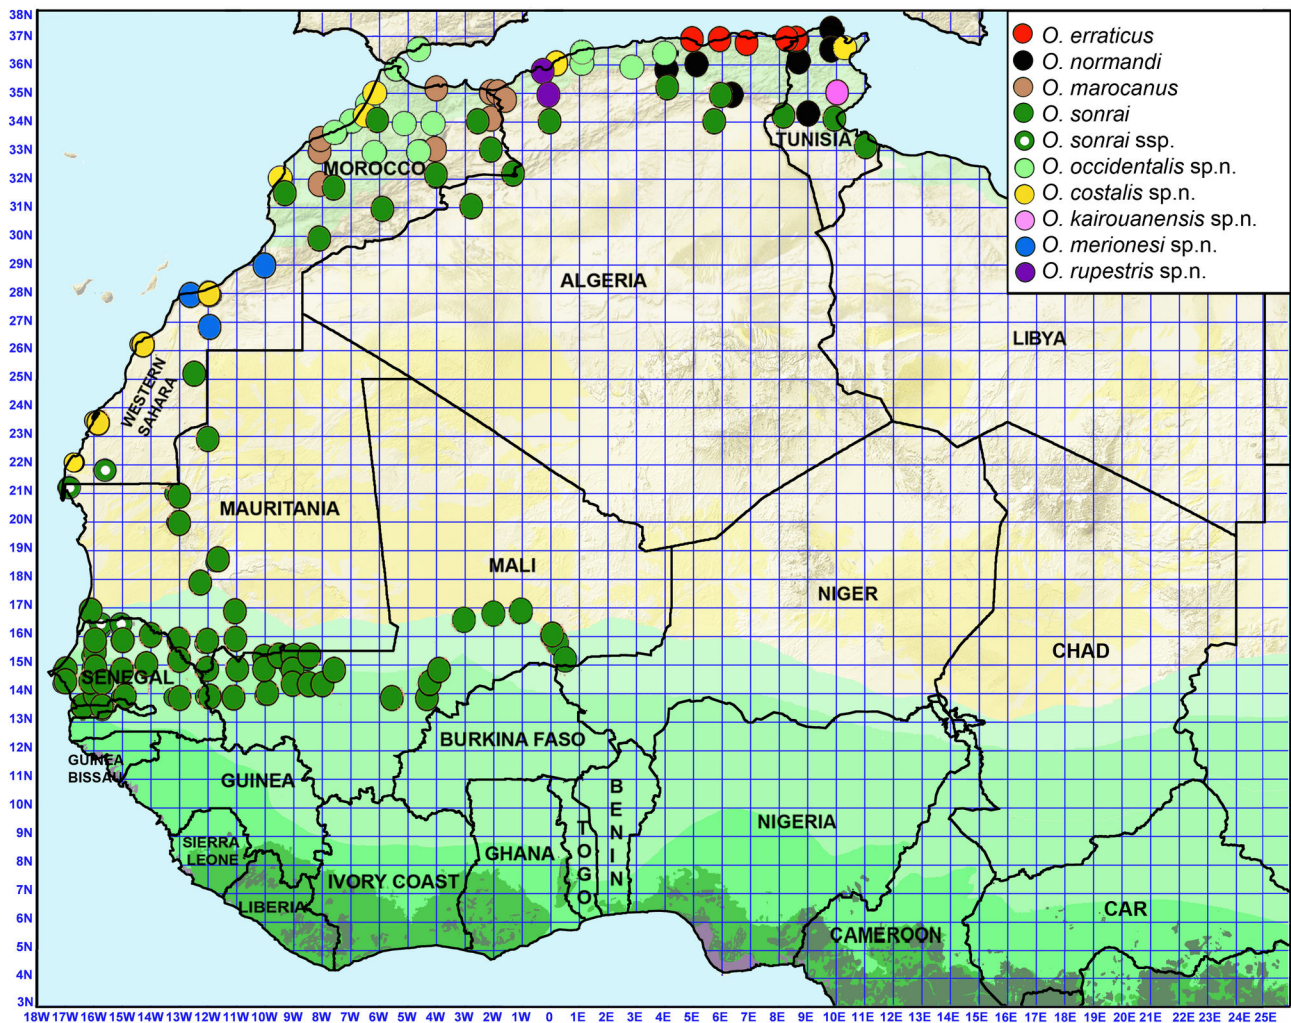 38N
37N
36N
35N
34N
33N
32N
31N
30N
29N
28N
27N
26N
25N
24N
23N
22N
21N
20N
19N
18N
17N
16N
15N
14N
13N
12N
11N
10N
9N
8N
7N
6N
5N
4N
3N
O. erraticus
O. normandi
O. marocanus
O. sonrai
O. sonrai ssp.
O. occidentalis sp.n.
O. costalis sp.n.
O. kairouanensis sp.n.
O. merionesi sp.n.
O. rupestris sp.n.
TUNISIA
MOROCCO
ALGERIA
LIBYA
WESTERN
SAHARA
MAURITANIA
MALI
NIGER
CHAD
SENEGAL
BURKINA FASO
GUINEA
BISSAU
GUINEA
BENIN
TOGO
NIGERIA
SIERRA
LEONE
GHANA
IVORY COAST
LIBERIA
CAR
CAMEROON
18W 17W 16W 15W 14W 13W 12W 11W 10W 9W 8W 7W 6W 5W 4W 3W 2W 1W 0 1E 2E 3E 4E 5E 6E 7E 8E 9E 10E 11E 12E 13E 14E 15E 16E 17E 18E 19E 20E 21E 22E 23E 24E 25E